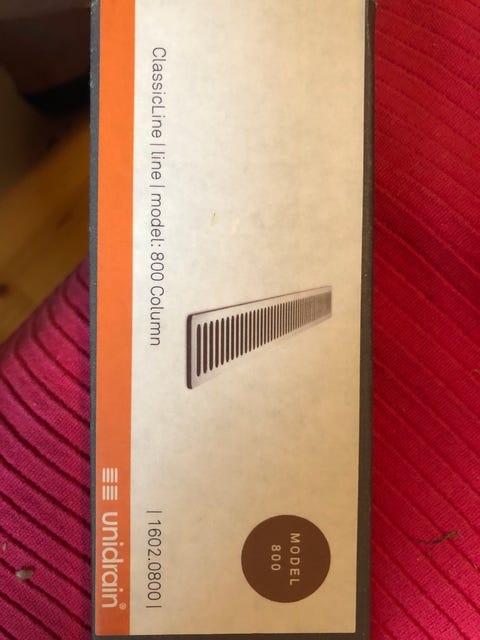 ClassicLine | line | model: 800 Column
| 1602.0800 |
MODEL
800
unidrain®